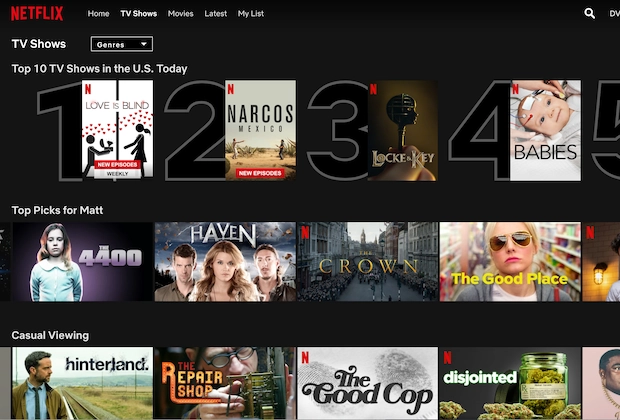 NETFLIX
Home TV Shows Movies Latest My List DV
TV Shows Genres
Top 10 TV Shows in the U.S. Today
1 2 3 4 5
N
LOVE IS BLIND
NEW EPISODES
WEEKLY
N
NARCOS
MEXICO
NEW EPISODES
N
LOCKE & KEY
N
BABIES
Top Picks for Matt
THE
4400
HAVEN
N
THE
CROWN
The Good Place
N
Casual Viewing
hinterland.
THE
REPAIR
SHOP
N
The
Good Cop
N
disjointed